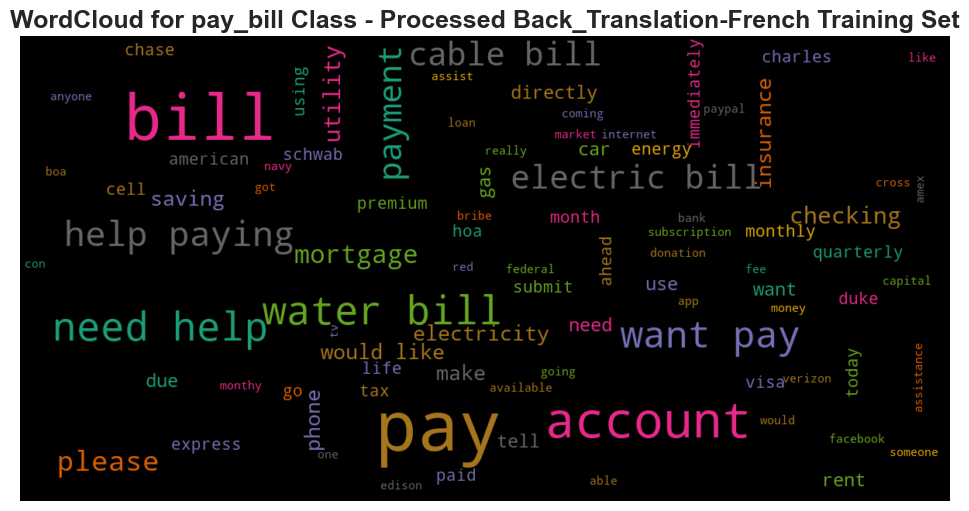 WordCloud for pay_bill Class - Processed Back_Translation-French Training Set
chase
cable bill
charles
like
assist
utility
payment
immediately
using
anyone
bill
directly
insurance
paypal
coming
loan
market
internet
american
schwab
really
car
energy
navy
boa
gas
electric bill
cross
amex
cell
got
saving
premium
bribe
month
bank
checking
help paying
hoa
subscription
monthly
mortgage
ahead
donation
quarterly
con
red
federal
fee
submit
use
want
capital
duke
app
water bill
money
need help
tv
electricity
need
want pay
would like
today
assistance
life
make
going
due
monthy
go
tax
available
visa
verizon
phone
pay
account
would
express
tell
facebook
please
one
someone
paid
edison
able
rent